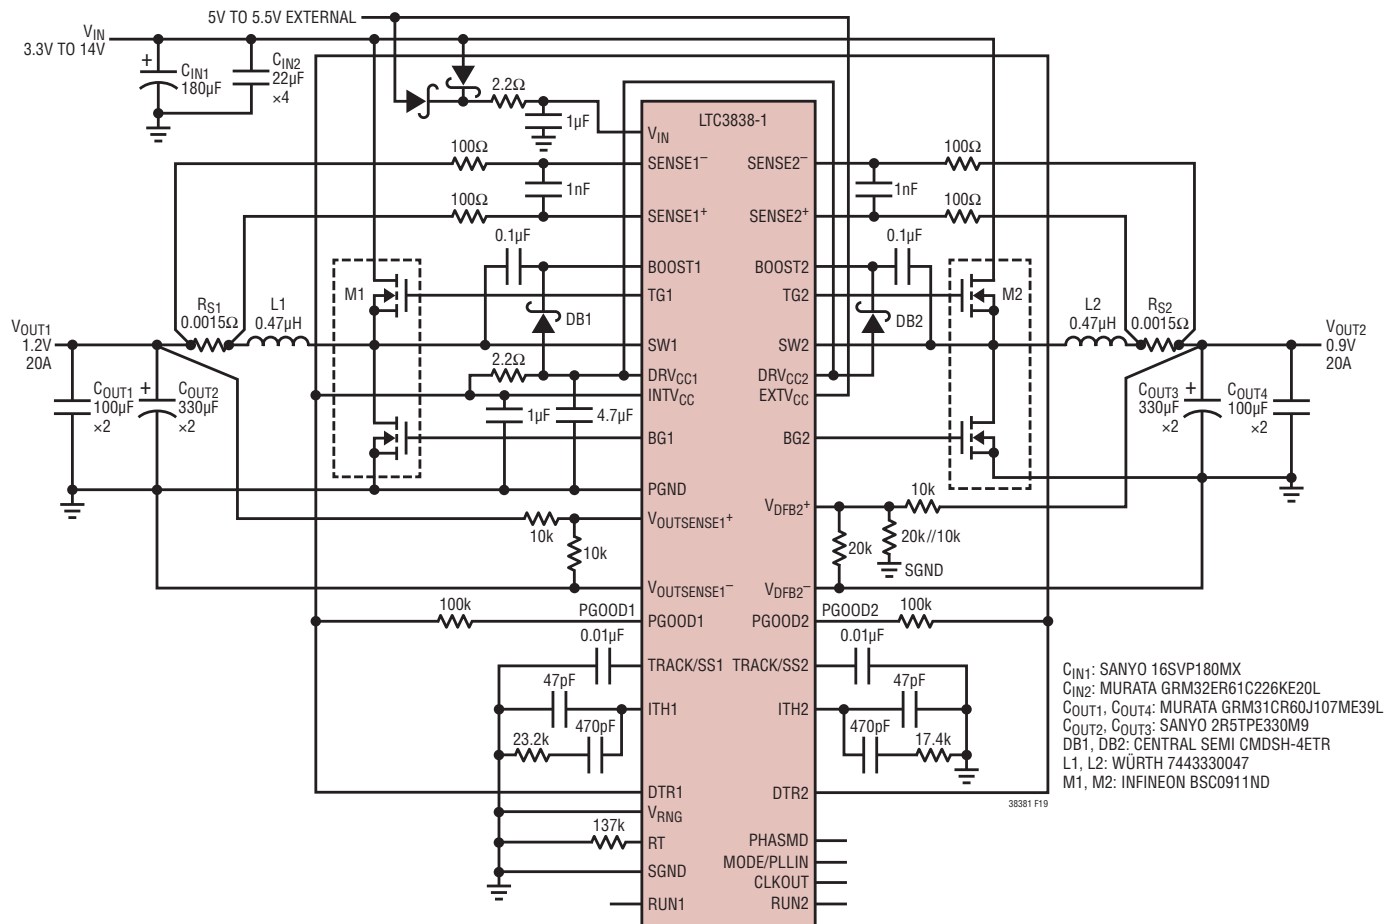 5V TO 5.5V EXTERNAL
VIN
3.3V TO 14V
+
CIN1
180µF
CIN2
22µF
×4
2.2Ω
1µF
LTC3838-1
VIN
100Ω
SENSE1–
1nF
100Ω
SENSE1+
SENSE2–
100Ω
1nF
SENSE2+
100Ω
0.1µF
BOOST1
M1
TG1
DB1
BOOST2
0.1µF
TG2
M2
DB2
VOUT1
1.2V
20A
RS1
0.0015Ω
L1
0.47µH
SW1
SW2
L2
0.47µH
RS2
0.0015Ω
VOUT2
0.9V
20A
2.2Ω
DRVCC1
INTVCC
1µF
4.7µF
DRVCC2
EXTVCC
COUT1
100µF
×2
+
COUT2
330µF
×2
COUT3
330µF
×2
+
COUT4
100µF
×2
BG1
BG2
PGND
VOUTSENSE1+
10k
10k
VOUTSENSE1–
VDFB2+
10k
20k
20k//10k
SGND
VDFB2–
100k
PGOOD1
PGOOD1
PGOOD2
PGOOD2
100k
0.01µF
TRACK/SS1
TRACK/SS2
0.01µF
47pF
ITH1
470pF
23.2k
ITH2
47pF
470pF
17.4k
DTR1
DTR2
VRNG
137k
RT
SGND
RUN1
PHASMD
MODE/PLLIN
CLKOUT
RUN2
38381 F19
CIN1: SANYO 16SVP180MX
CIN2: MURATA GRM32ER61C226KE20L
COUT1, COUT4: MURATA GRM31CR60J107ME39L
COUT2, COUT3: SANYO 2R5TPE330M9
DB1, DB2: CENTRAL SEMI CMDSH-4ETR
L1, L2: WÜRTH 7443330047
M1, M2: INFINEON BSC0911ND